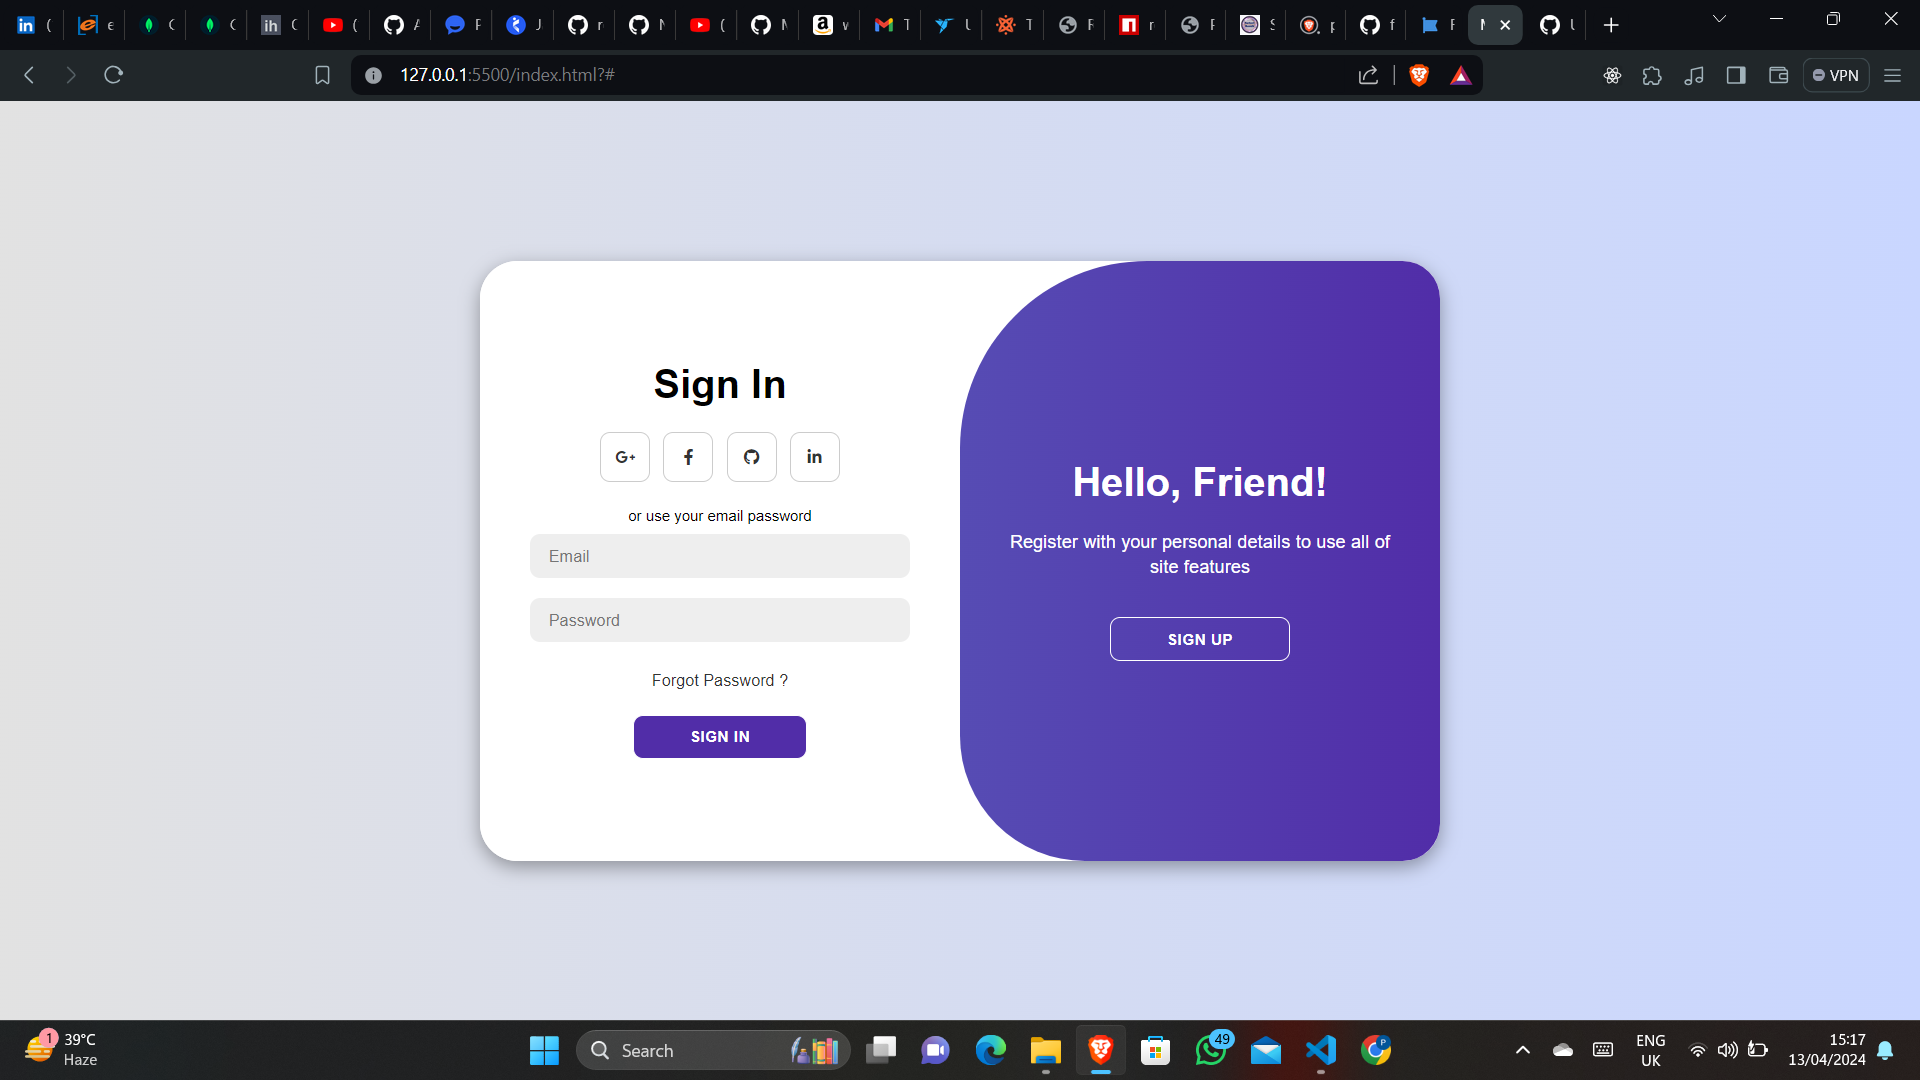 127.0.0.1:5500/index.html?#
VPN
Sign In
G+
f
in
or use your email password
Email
Password
Forgot Password ?
SIGN IN
Hello, Friend!
Register with your personal details to use all of
site features
SIGN UP
1
39°C
Haze
Search
49
ENG
UK
15:17
13/04/2024